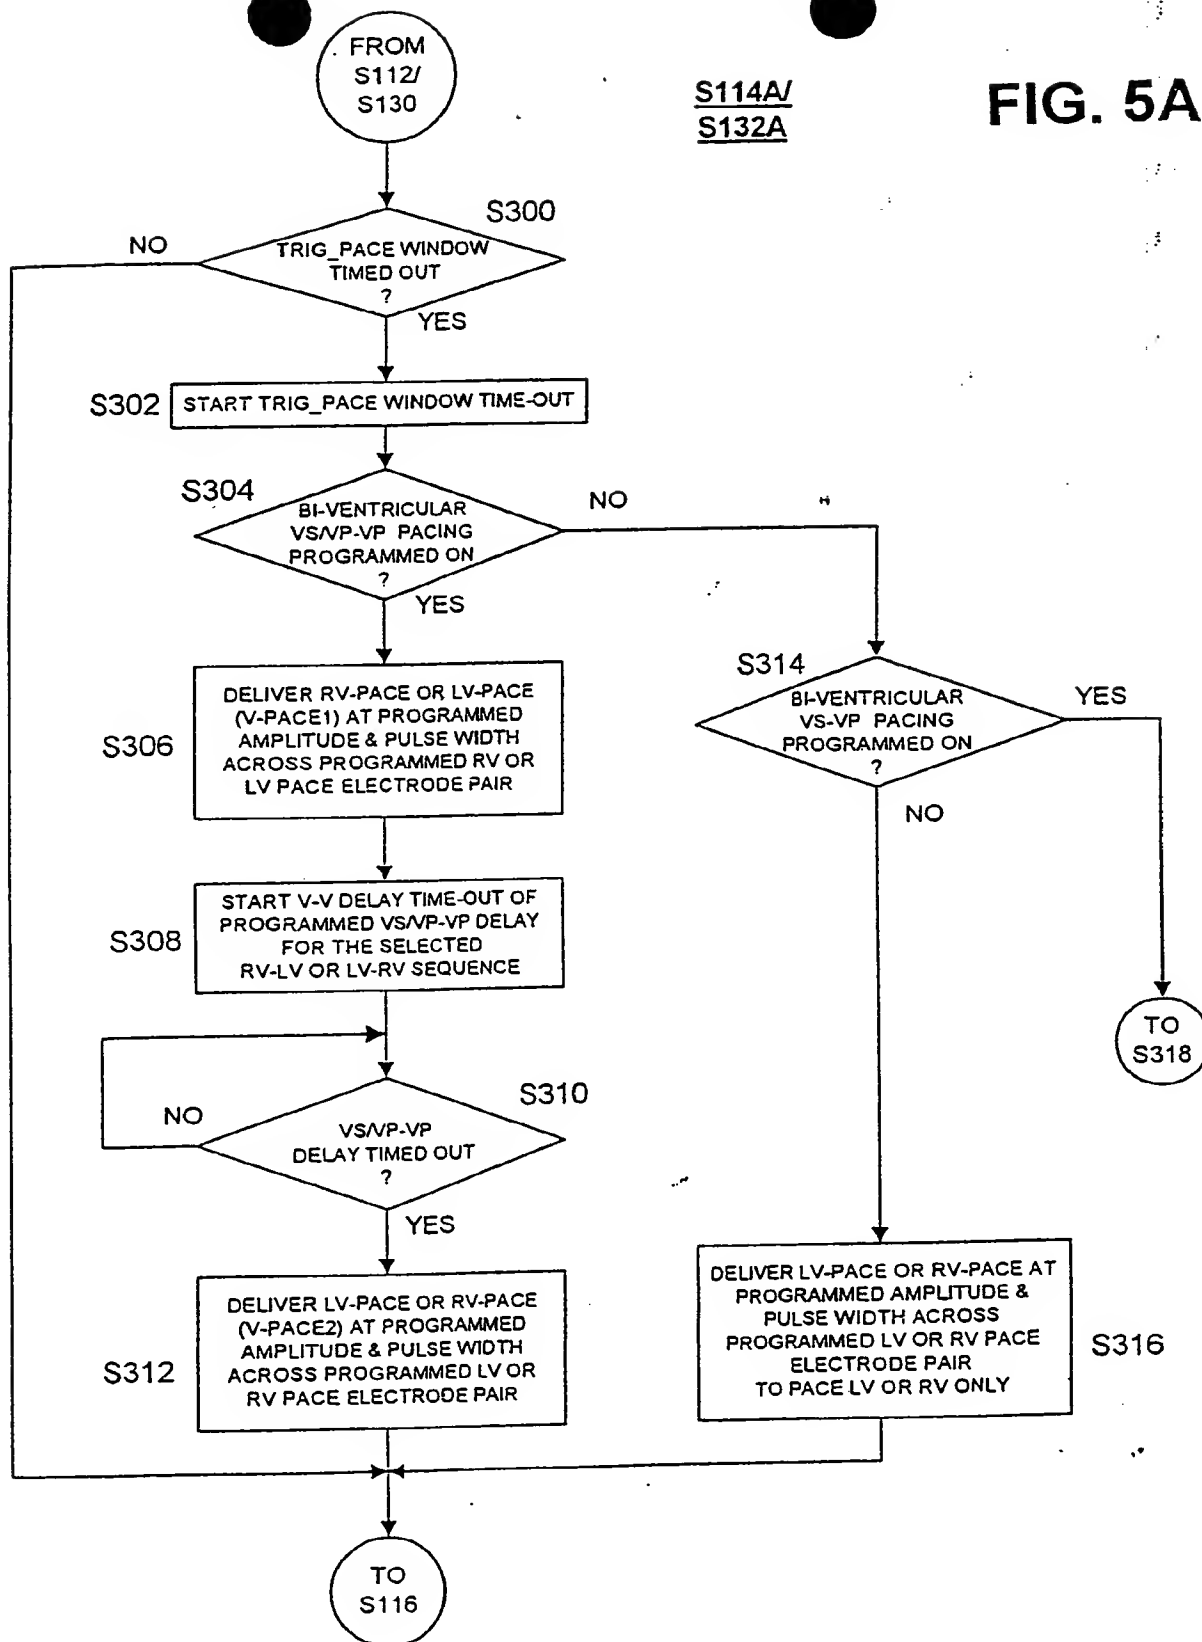 FROM
S112/
S130
S114A/
S132A
FIG. 5A
S300
NO
TRIG_PACE WINDOW
TIMED OUT
?
YES
S302
START TRIG_PACE WINDOW TIME-OUT
S304
BI-VENTRICULAR
VS/VP-VP PACING
PROGRAMMED ON
?
NO
YES
S306
DELIVER RV-PACE OR LV-PACE
(V-PACE1) AT PROGRAMMED
AMPLITUDE & PULSE WIDTH
ACROSS PROGRAMMED RV OR
LV PACE ELECTRODE PAIR
S314
BI-VENTRICULAR
VS-VP PACING
PROGRAMMED ON
?
YES
NO
S308
START V-V DELAY TIME-OUT OF
PROGRAMMED VS/VP-VP DELAY
FOR THE SELECTED
RV-LV OR LV-RV SEQUENCE
TO
S318
S310
NO
VS/VP-VP
DELAY TIMED OUT
?
YES
S312
DELIVER LV-PACE OR RV-PACE
(V-PACE2) AT PROGRAMMED
AMPLITUDE & PULSE WIDTH
ACROSS PROGRAMMED LV OR
RV PACE ELECTRODE PAIR
DELIVER LV-PACE OR RV-PACE AT
PROGRAMMED AMPLITUDE &
PULSE WIDTH ACROSS
PROGRAMMED LV OR RV PACE
ELECTRODE PAIR
TO PACE LV OR RV ONLY
S316
TO
S116